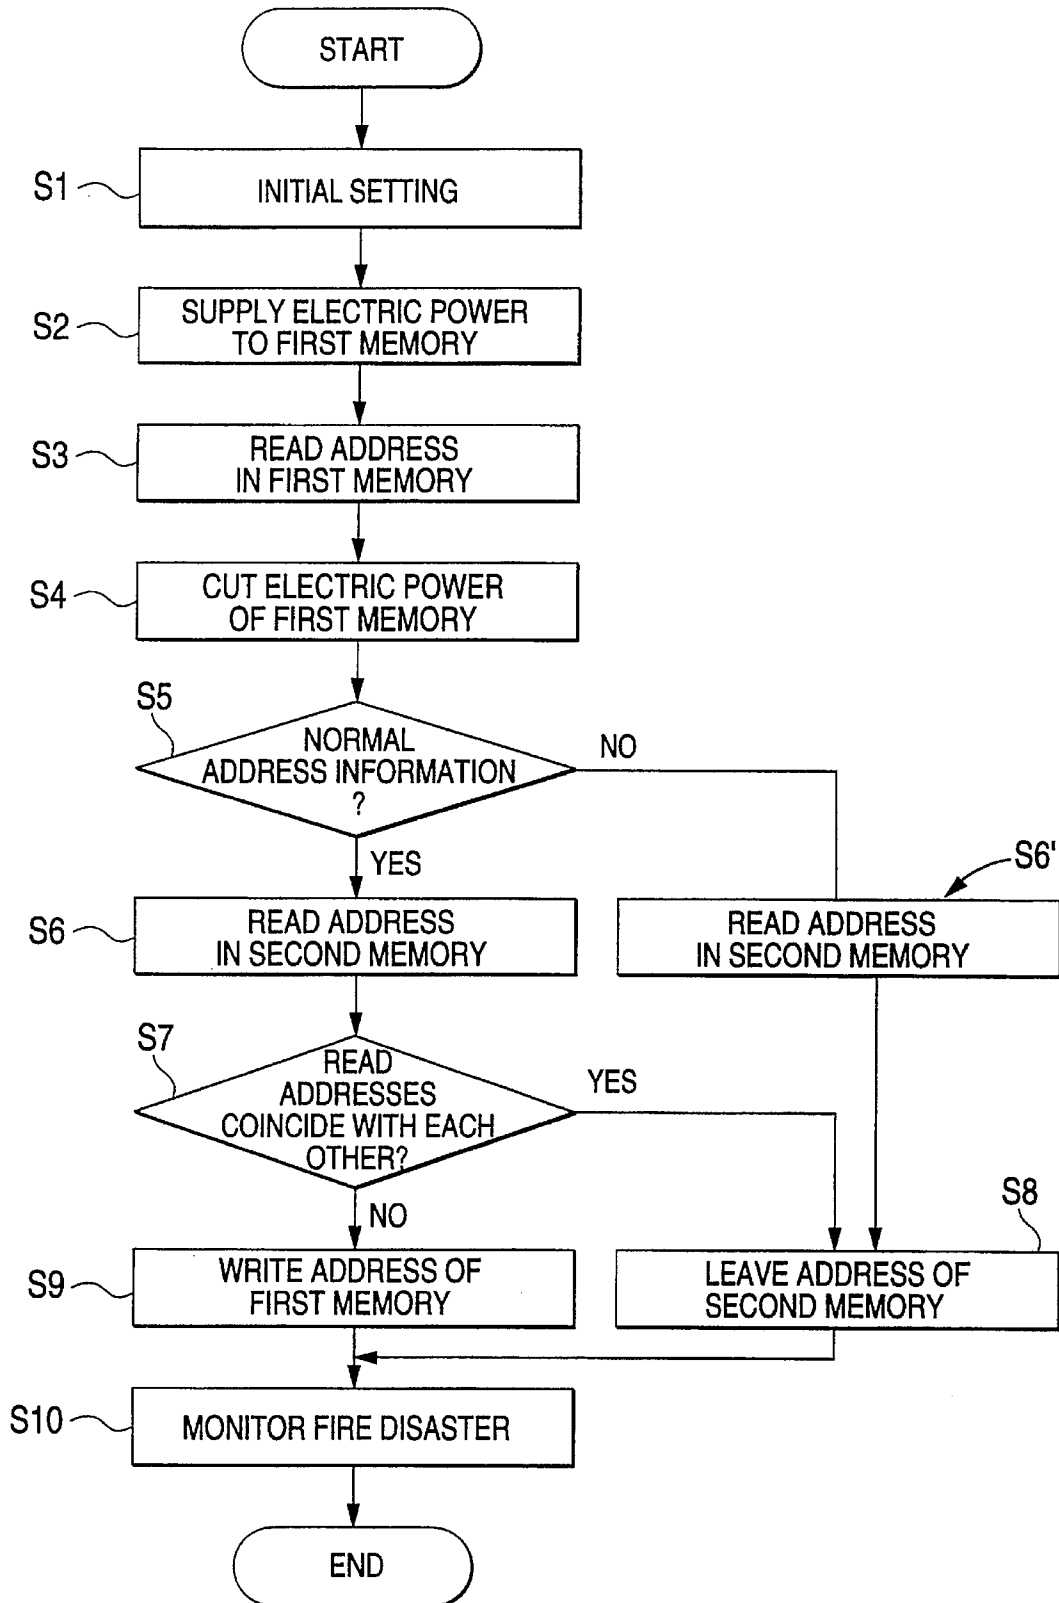 START
S1
INITIAL SETTING
S2
SUPPLY ELECTRIC POWER
TO FIRST MEMORY
S3
READ ADDRESS
IN FIRST MEMORY
S4
CUT ELECTRIC POWER
OF FIRST MEMORY
S5
NORMAL
ADDRESS INFORMATION
?
NO
YES
S6
READ ADDRESS
IN SECOND MEMORY
S6'
READ ADDRESS
IN SECOND MEMORY
S7
READ
ADDRESSES
COINCIDE WITH EACH
OTHER?
YES
NO
S8
LEAVE ADDRESS OF
SECOND MEMORY
S9
WRITE ADDRESS OF
FIRST MEMORY
S10
MONITOR FIRE DISASTER
END